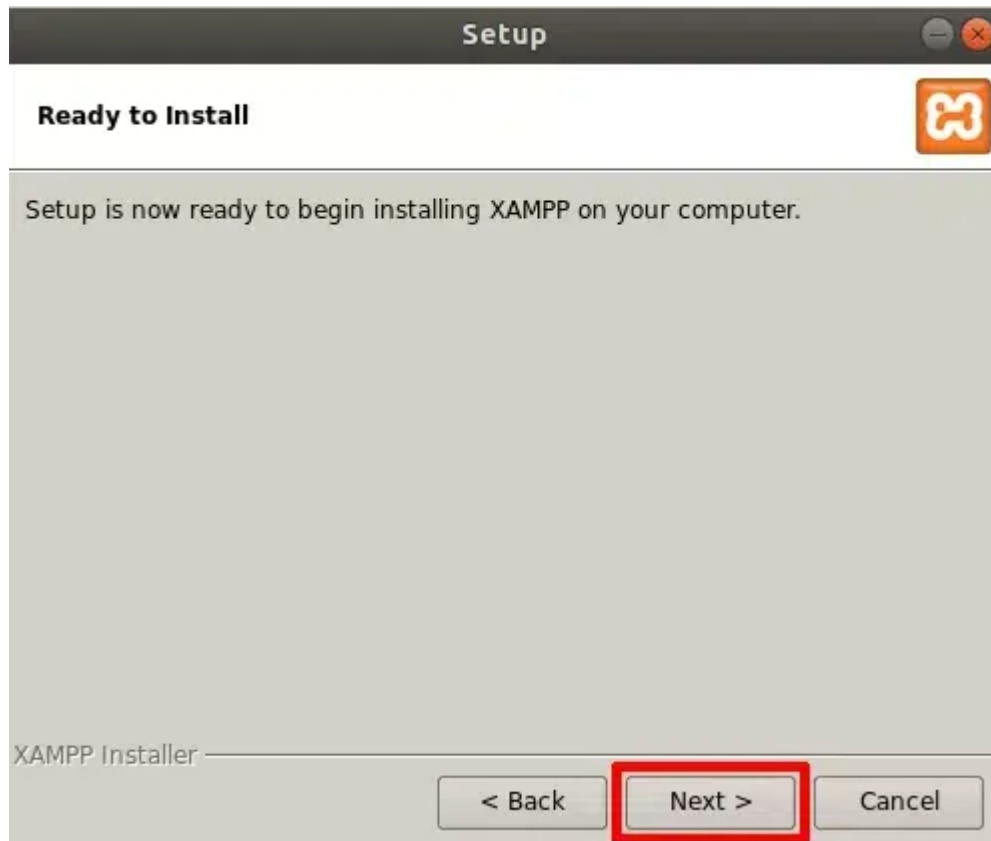 Setup
Ready to Install
Setup is now ready to begin installing XAMPP on your computer.
XAMPP Installer
< Back Next > Cancel